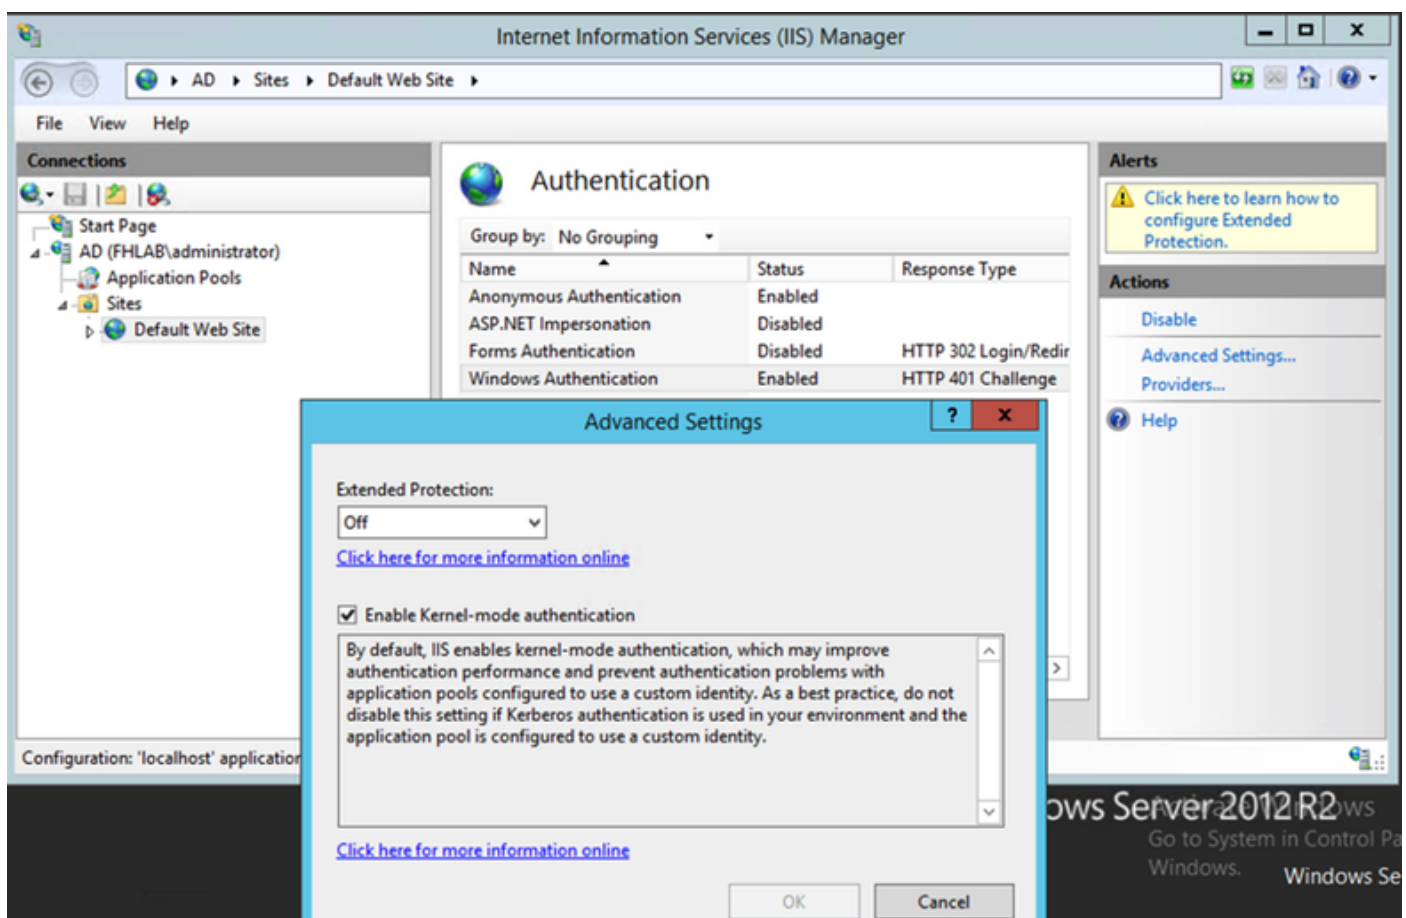 Internet Information Services (IIS) Manager
AD Sites Default Web Site
File View Help
Connections
Start Page
AD (FHLAB\administrator)
Application Pools
Sites
Default Web Site
Authentication
Group by: No Grouping
Name Status Response Type
Anonymous Authentication Enabled
ASP.NET Impersonation Disabled
Forms Authentication Disabled HTTP 302 Login/Redir
Windows Authentication Enabled HTTP 401 Challenge
Alerts
Click here to learn how to
configure Extended
Protection.
Actions
Disable
Advanced Settings...
Providers...
Help
Advanced Settings
?
Extended Protection:
Off
Click here for more information online
Enable Kernel-mode authentication
By default, IIS enables kernel-mode authentication, which may improve
authentication performance and prevent authentication problems with
application pools configured to use a custom identity. As a best practice, do not
disable this setting if Kerberos authentication is used in your environment and the
application pool is configured to use a custom identity.
Click here for more information online
OK Cancel
Configuration: 'localhost' application
ows Server 2012 R2
Activate Windows
Go to System in Control Pa
Windows.
Windows Se